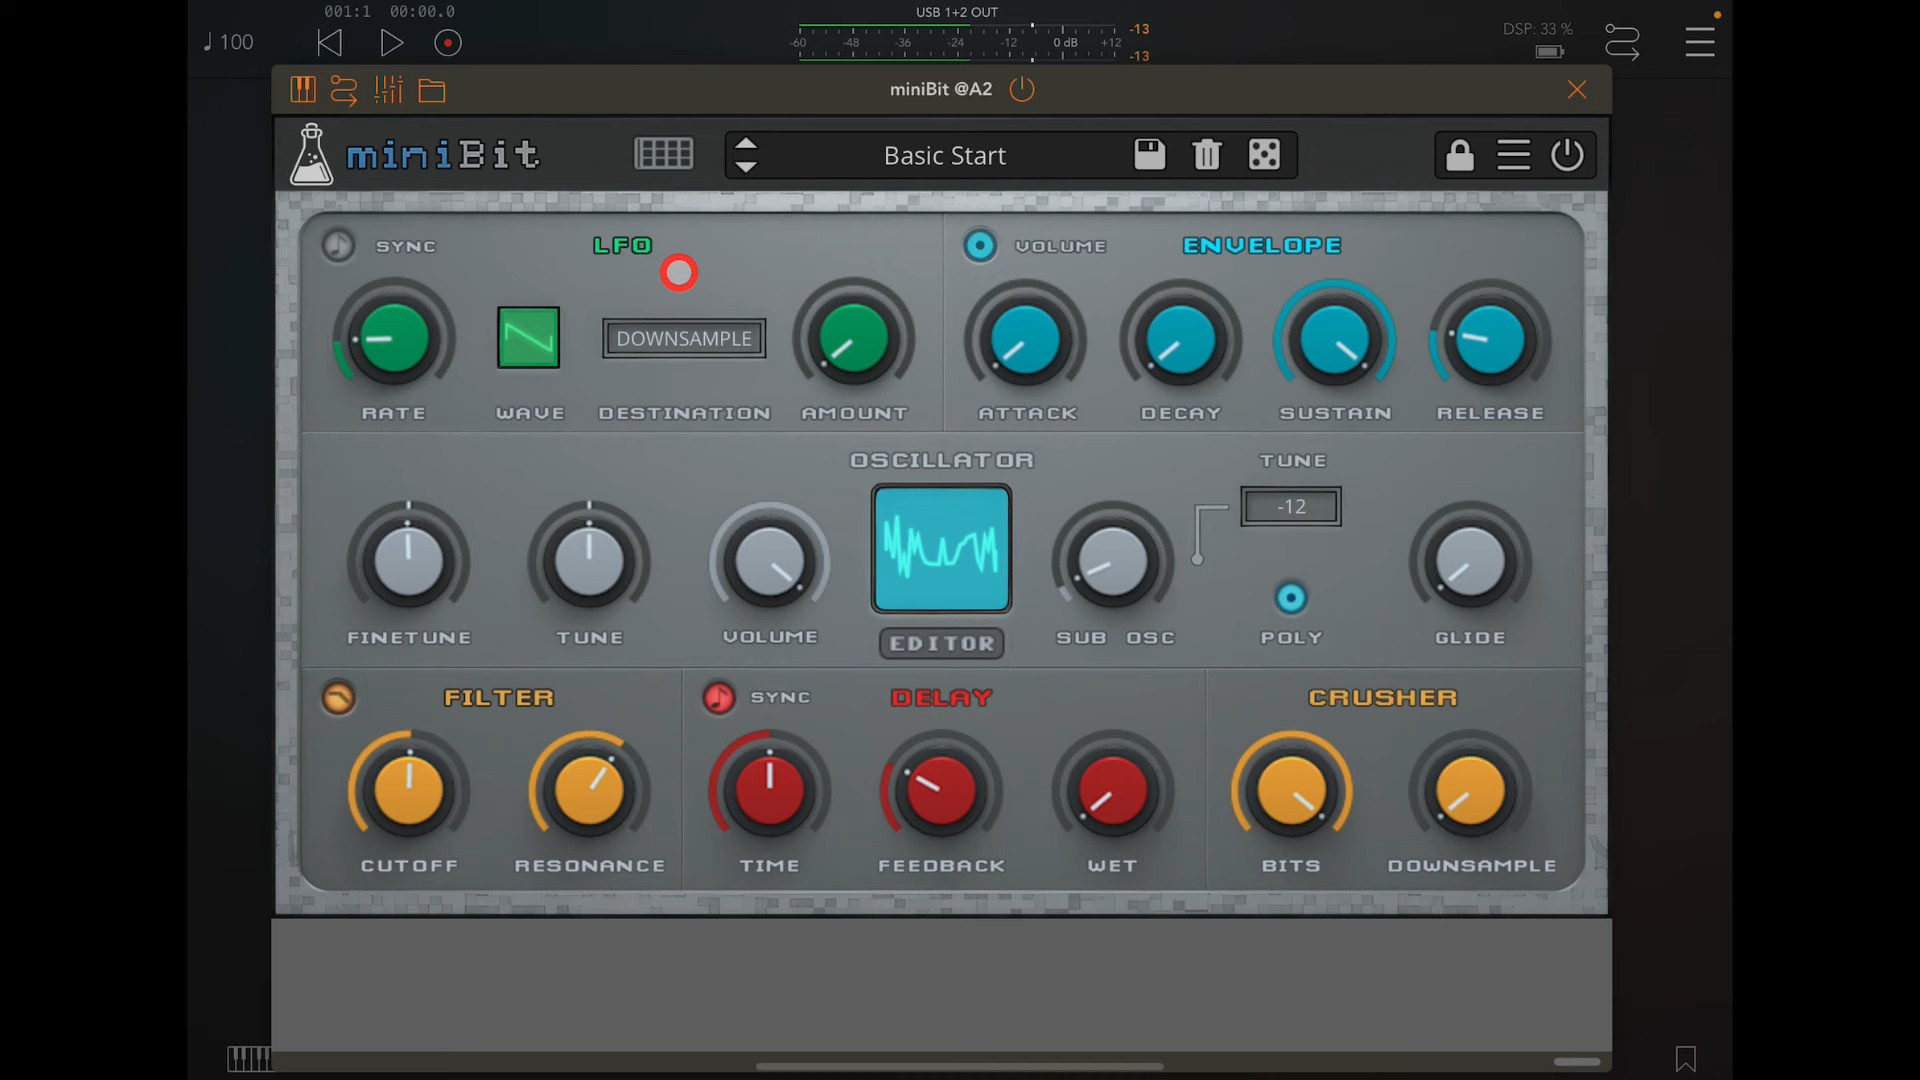 001:1 00:00.0
USB 1+2 OUT
100
-60 -48 -36 -24 -12 0 dB +12
-13
-13
DSP: 33 %
miniBit @A2
miniBit
Basic Start
SYNC LFO
VOLUME ENVELOPE
DOWNSAMPLE
RATE WAVE DESTINATION AMOUNT
ATTACK DECAY SUSTAIN RELEASE
OSCILLATOR
TUNE
-12
FINETUNE TUNE VOLUME
EDITOR
SUB OSC
POLY
GLIDE
FILTER
SYNC DELAY
CRUSHER
CUTOFF RESONANCE
TIME FEEDBACK WET
BITS DOWNSAMPLE